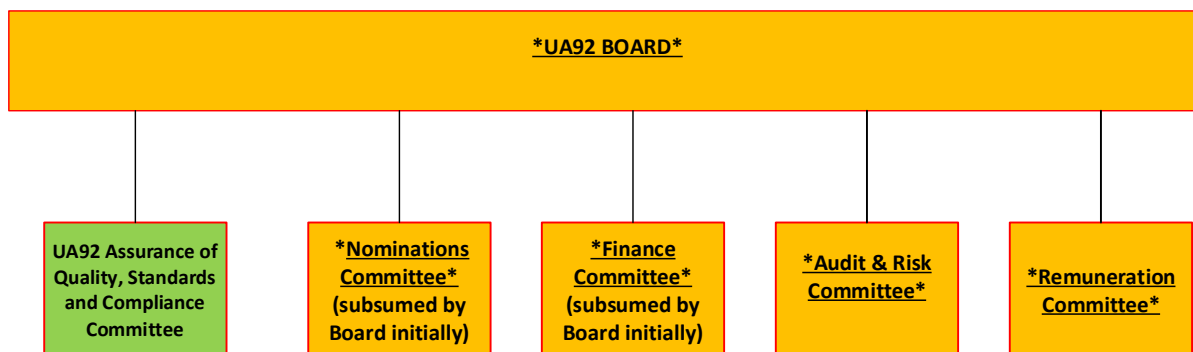 *UA92 BOARD*
UA92 Assurance of
Quality, Standards
and Compliance
Committee
*Nominations
Committee*
(subsumed by
Board initially)
*Finance
Committee*
(subsumed by
Board initially)
*Audit & Risk
Committee*
*Remuneration
Committee*